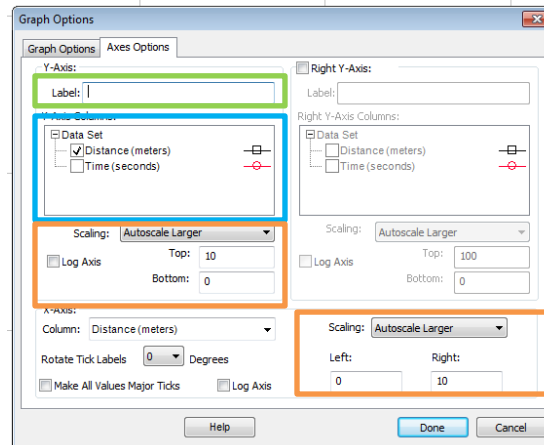 Graph Options
Graph Options Axes Options
Y-Axis:
Label:
Y-Axis Columns:
Data Set
Distance (meters)
Time (seconds)
Scaling: Autoscale Larger
Log Axis
Top: 10
Bottom: 0
Right Y-Axis:
Label:
Right Y-Axis Columns:
Data Set
Distance (meters)
Time (seconds)
Scaling: Autoscale Larger
Log Axis
Top: 100
Bottom: 0
X-Axis:
Column: Distance (meters)
Rotate Tick Labels 0 Degrees
Make All Values Major Ticks Log Axis
Scaling: Autoscale Larger
Left: Right:
0 10
Help Done Cancel